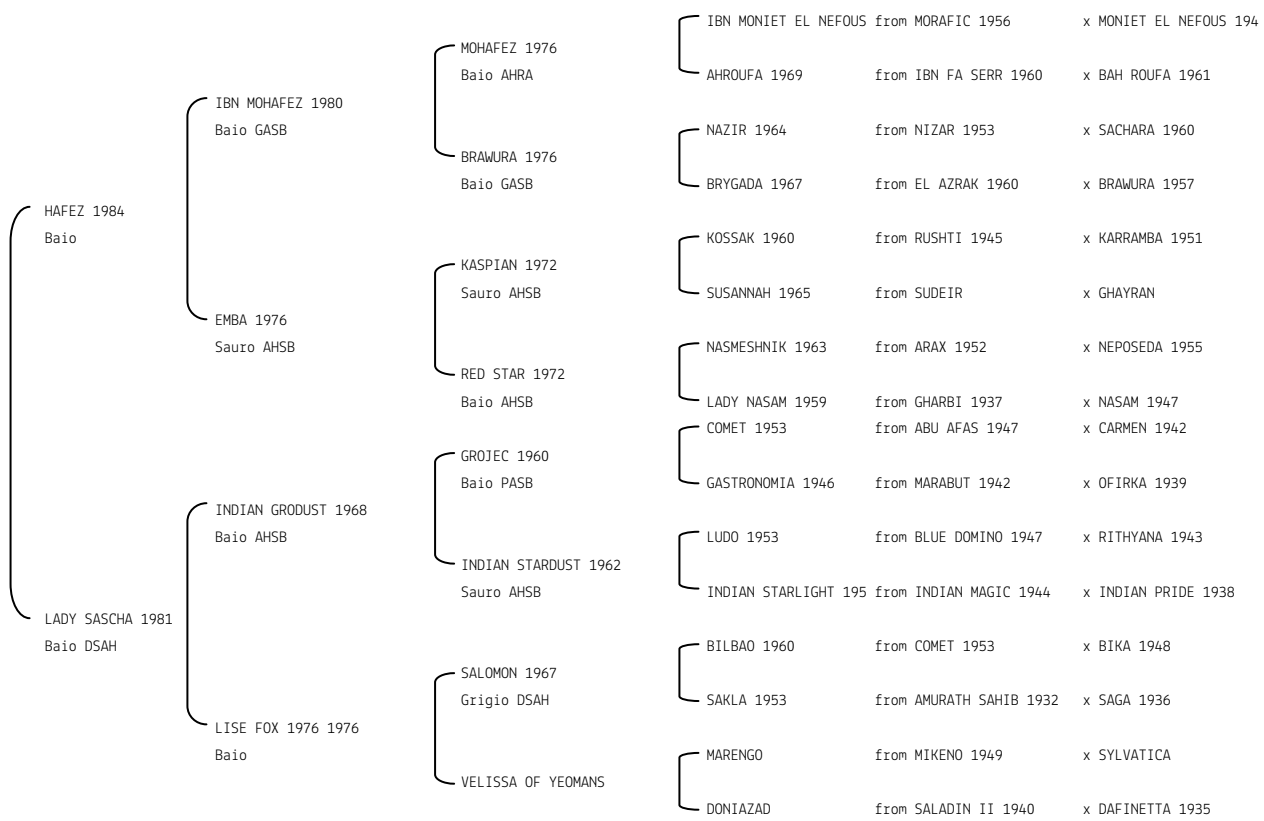 IBN MONIET EL NEFOUS from MORAFIC 1956 x MONIET EL NEFOUS 194
MOHAFEZ 1976
Baio AHRA AHROUFA 1969 from IBN FA SERR 1960 x BAH ROUFA 1961
IBN MOHAFEZ 1980
Baio GASB NAZIR 1964 from NIZAR 1953 x SACHARA 1960
BRAWURA 1976
Baio GASB BRYGADA 1967 from EL AZRAK 1960 x BRAWURA 1957
HAFEZ 1984
Baio KOSSAK 1960 from RUSHTI 1945 x KARRAMBA 1951
KASPIAN 1972
Sauro AHSB SUSANNAH 1965 from SUDEIR x GHAYRAN
EMBA 1976
Sauro AHSB NASMESHNIK 1963 from ARAX 1952 x NEPOSEDA 1955
RED STAR 1972
Baio AHSB LADY NASAM 1959 from GHARBI 1937 x NASAM 1947
COMET 1953 from ABU AFAS 1947 x CARMEN 1942
GROJEC 1960
Baio PASB GASTRONOMIA 1946 from MARABUT 1942 x OFIRKA 1939
INDIAN GRODUST 1968
Baio AHSB LUDO 1953 from BLUE DOMINO 1947 x RITHYANA 1943
INDIAN STARDUST 1962
Sauro AHSB INDIAN STARLIGHT 195 from INDIAN MAGIC 1944 x INDIAN PRIDE 1938
LADY SASCHA 1981
Baio DSAH BILBAO 1960 from COMET 1953 x BIKA 1948
SALOMON 1967
Grigio DSAH SAKLA 1953 from AMURATH SAHIB 1932 x SAGA 1936
LISE FOX 1976 1976
Baio MARENGO from MIKENO 1949 x SYLVATICA
VELISSA OF YEOMANS
DONIAZAD from SALADIN II 1940 x DAFINETTA 1935